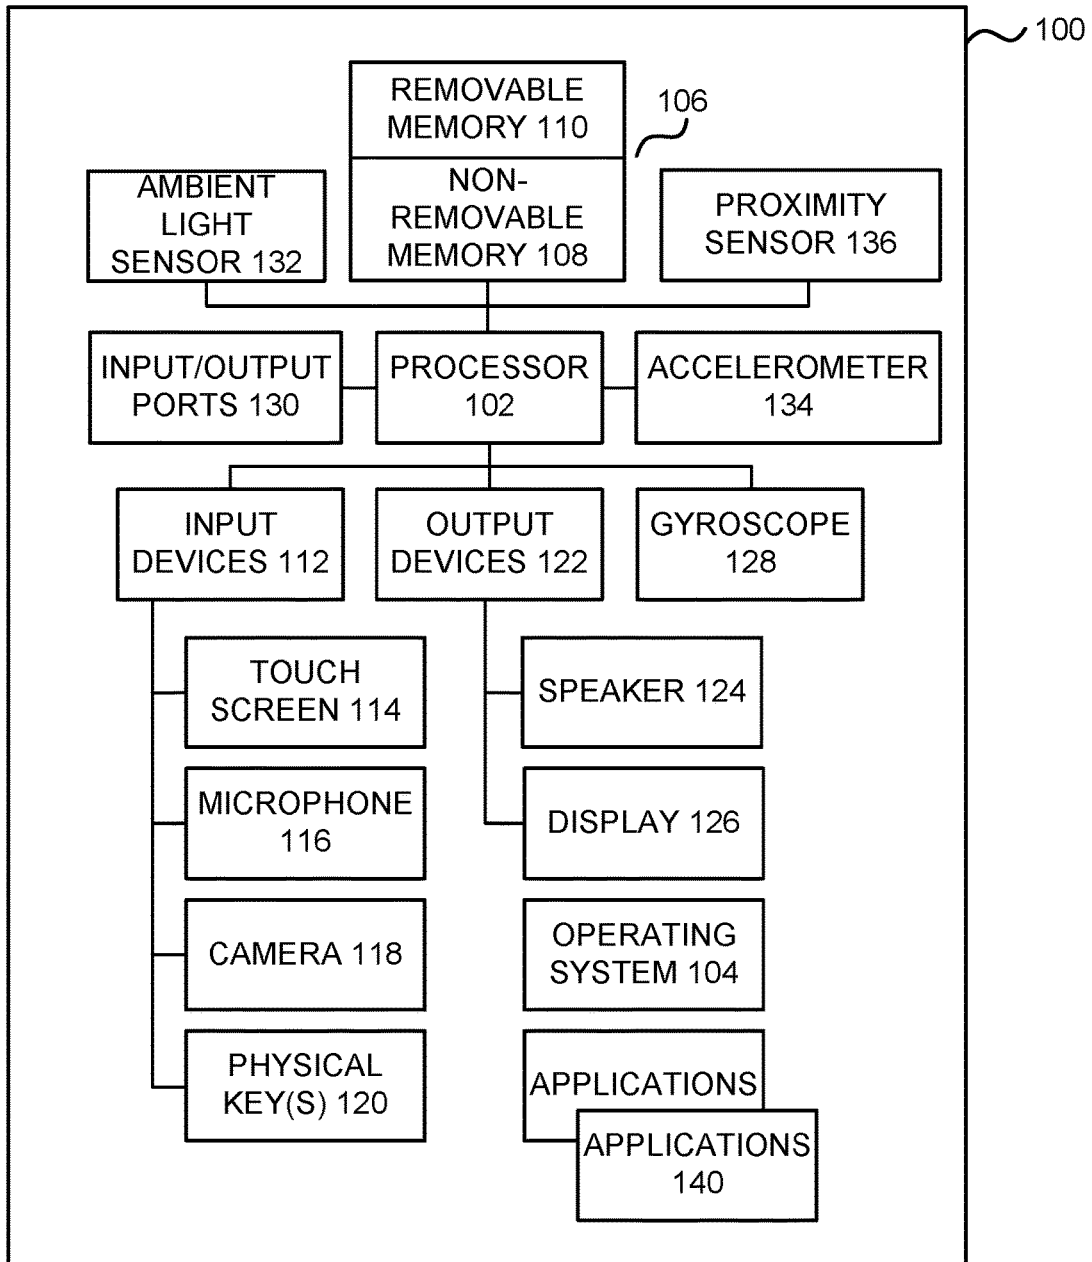 100
REMOVABLE
MEMORY 110
106
AMBIENT
LIGHT
SENSOR 132
NON-
REMOVABLE
MEMORY 108
PROXIMITY
SENSOR 136
INPUT/OUTPUT
PORTS 130
PROCESSOR
102
ACCELEROMETER
134
INPUT
DEVICES 112
OUTPUT
DEVICES 122
GYROSCOPE
128
TOUCH
SCREEN 114
SPEAKER 124
MICROPHONE
116
DISPLAY 126
CAMERA 118
OPERATING
SYSTEM 104
PHYSICAL
KEY(S) 120
APPLICATIONS
APPLICATIONS
140